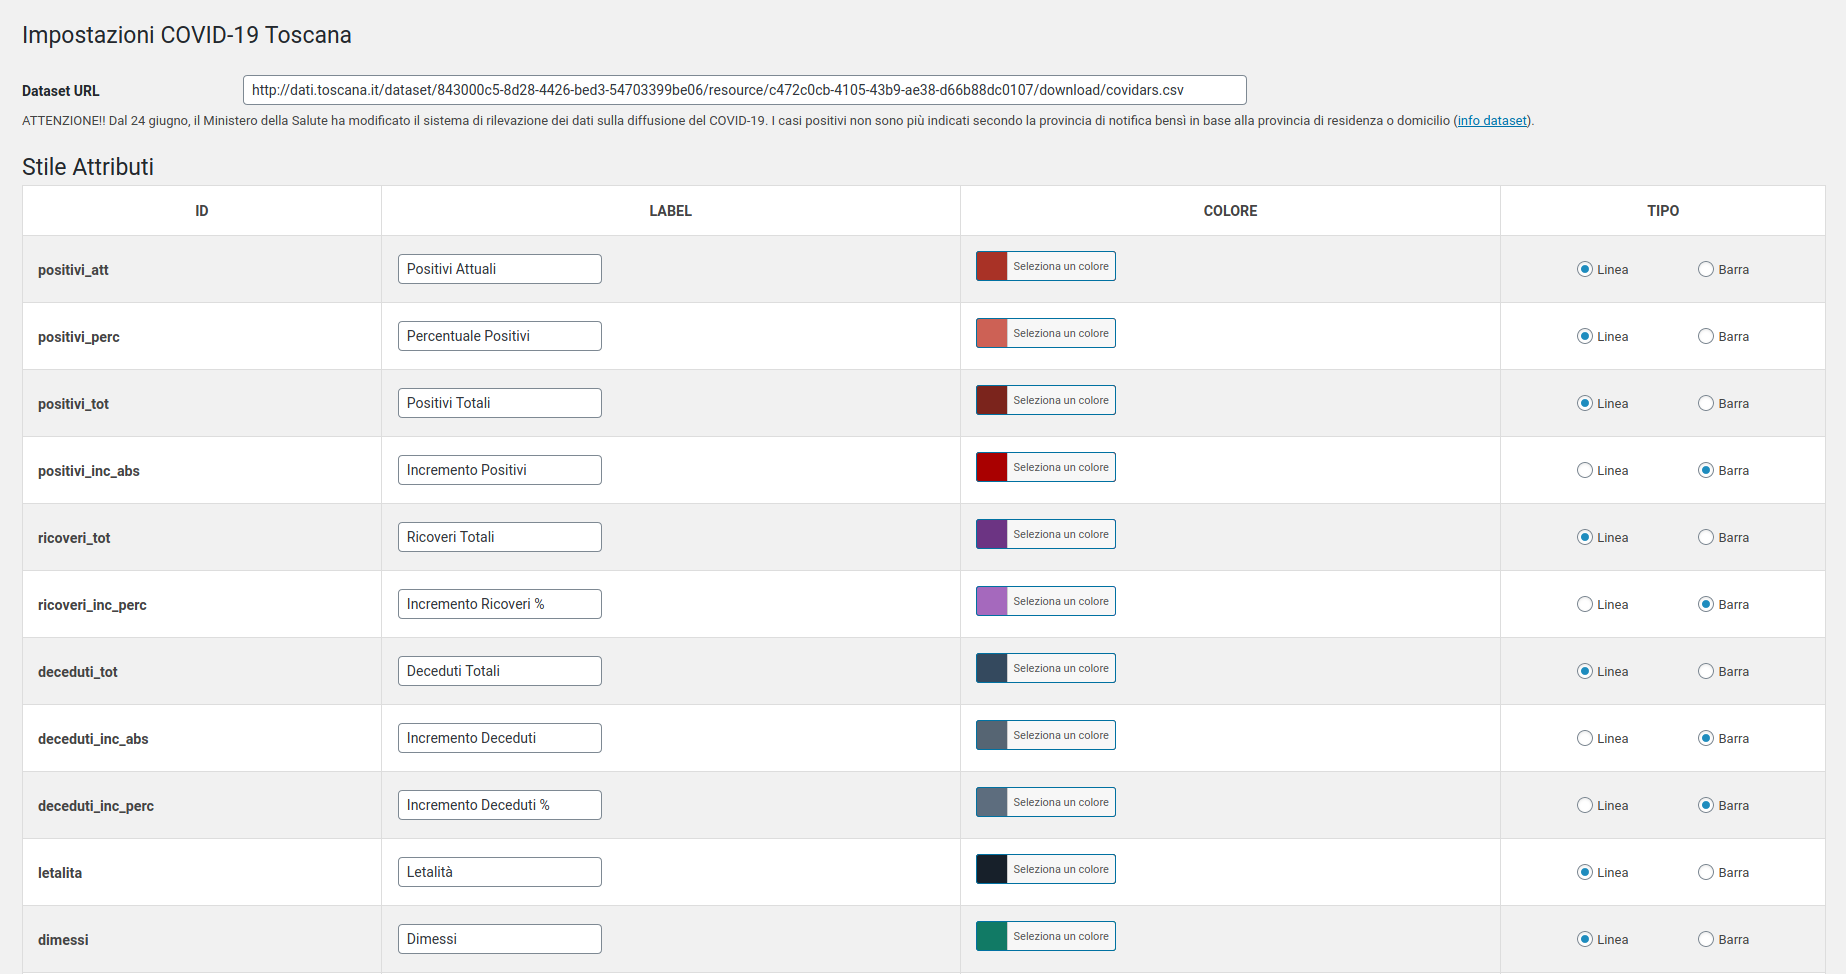 Impostazioni COVID-19 Toscana
Dataset URL http://dati.toscana.it/dataset/843000c5-8d28-4426-bed3-54703399be06/resource/c472c0cb-4105-43b9-ae38-d66b88dc0107/download/covidars.csv
ATTENZIONE!! Dal 24 giugno, il Ministero della Salute ha modificato il sistema di rilevazione dei dati sulla diffusione del COVID-19. I casi positivi non sono più indicati secondo la provincia di notifica bensì in base alla provincia di residenza o domicilio (info dataset).
Stile Attributi
ID LABEL COLORE TIPO
positivi_att Positivi Attuali Seleziona un colore Linea Barra
positivi_perc Percentuale Positivi Seleziona un colore Linea Barra
positivi_tot Positivi Totali Seleziona un colore Linea Barra
positivi_inc_abs Incremento Positivi Seleziona un colore Linea Barra
ricoveri_tot Ricoveri Totali Seleziona un colore Linea Barra
ricoveri_inc_perc Incremento Ricoveri % Seleziona un colore Linea Barra
deceduti_tot Deceduti Totali Seleziona un colore Linea Barra
deceduti_inc_abs Incremento Deceduti Seleziona un colore Linea Barra
deceduti_inc_perc Incremento Deceduti % Seleziona un colore Linea Barra
letalita Letalità Seleziona un colore Linea Barra
dimessi Dimessi Seleziona un colore Linea Barra